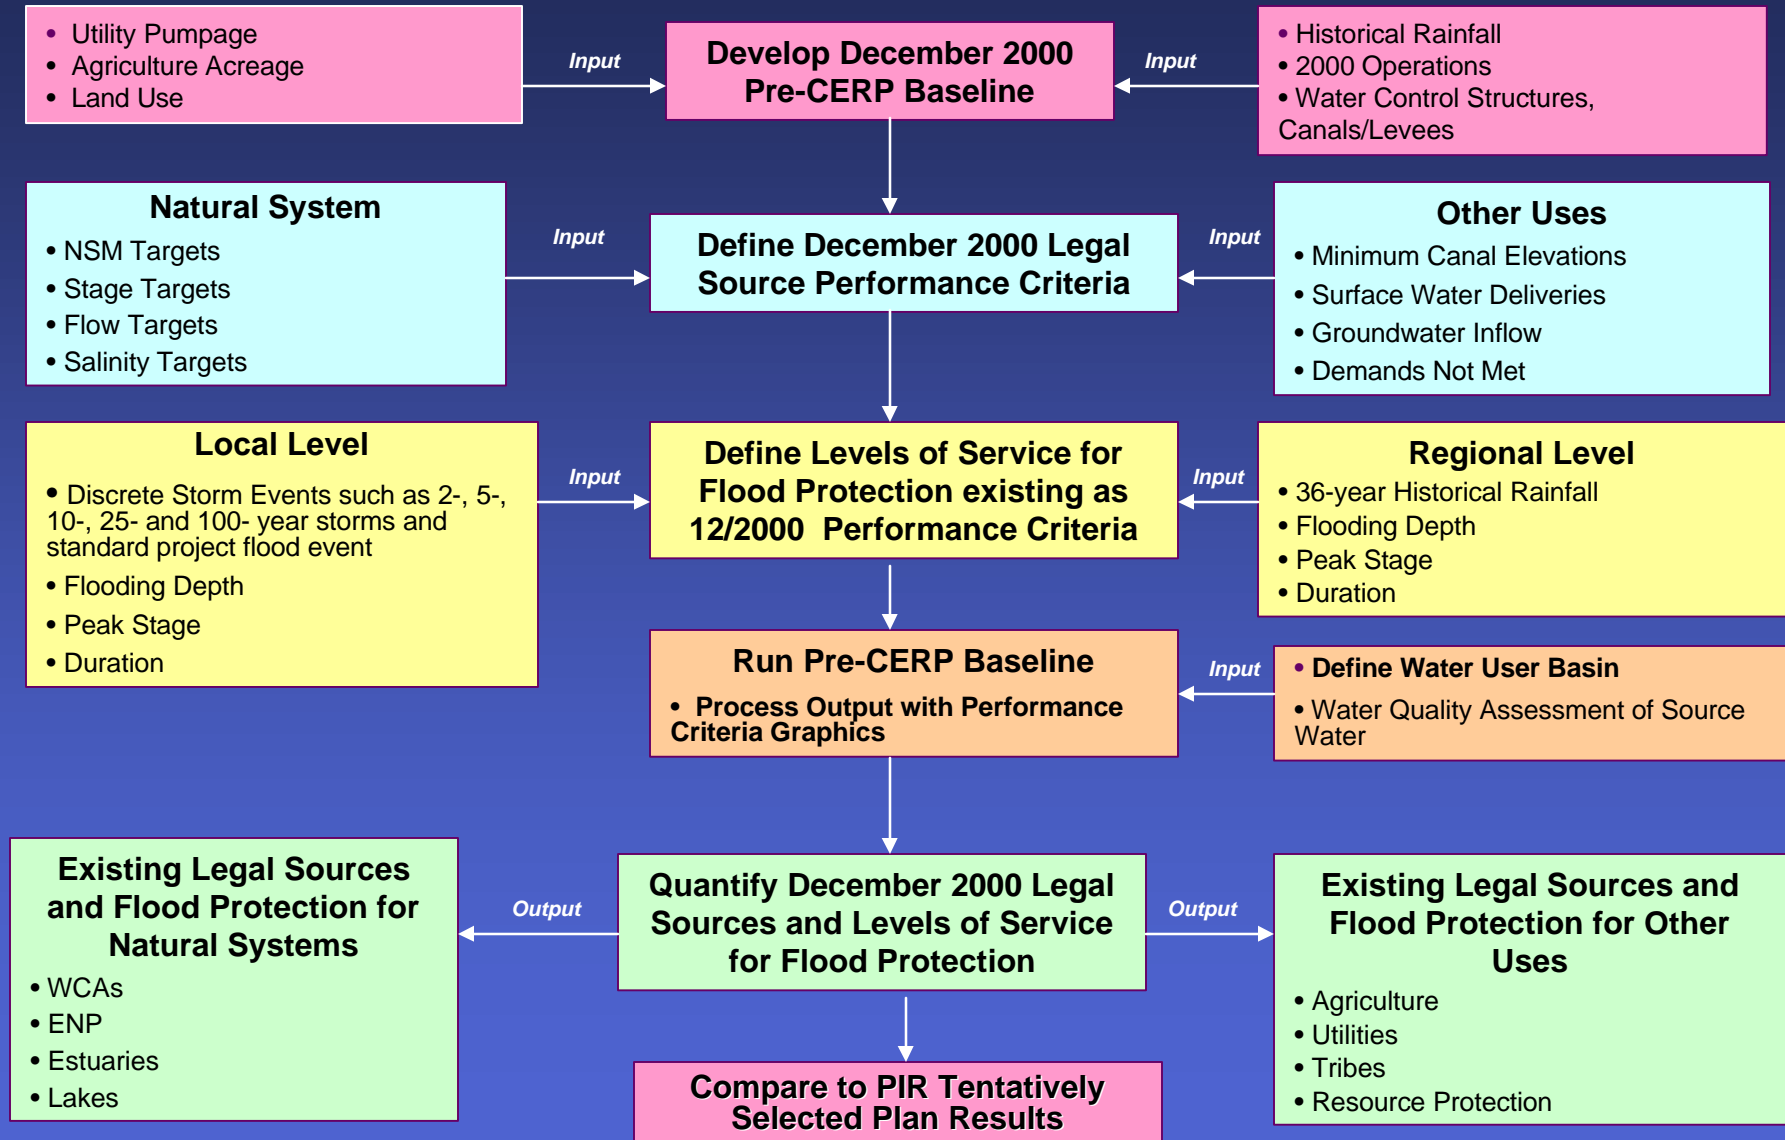 • Utility Pumpage
• Agriculture Acreage
• Land Use
Input
Develop December 2000
Pre-CERP Baseline
Input
• Historical Rainfall
• 2000 Operations
• Water Control Structures,
Canals/Levees
Natural System
• NSM Targets
• Stage Targets
• Flow Targets
• Salinity Targets
Input
Define December 2000 Legal
Source Performance Criteria
Input
Other Uses
• Minimum Canal Elevations
• Surface Water Deliveries
• Groundwater Inflow
• Demands Not Met
Local Level
• Discrete Storm Events such as 2-, 5-,
10-, 25- and 100- year storms and
standard project flood event
• Flooding Depth
• Peak Stage
• Duration
Input
Define Levels of Service for
Flood Protection existing as
12/2000 Performance Criteria
Input
Regional Level
• 36-year Historical Rainfall
• Flooding Depth
• Peak Stage
• Duration
Run Pre-CERP Baseline
• Process Output with Performance
Criteria Graphics
Input
• Define Water User Basin
• Water Quality Assessment of Source
Water
Existing Legal Sources
and Flood Protection for
Natural Systems
• WCAs
• ENP
• Estuaries
• Lakes
Output
Quantify December 2000 Legal
Sources and Levels of Service
for Flood Protection
Output
Existing Legal Sources and
Flood Protection for Other
Uses
• Agriculture
• Utilities
• Tribes
• Resource Protection
Compare to PIR Tentatively
Selected Plan Results